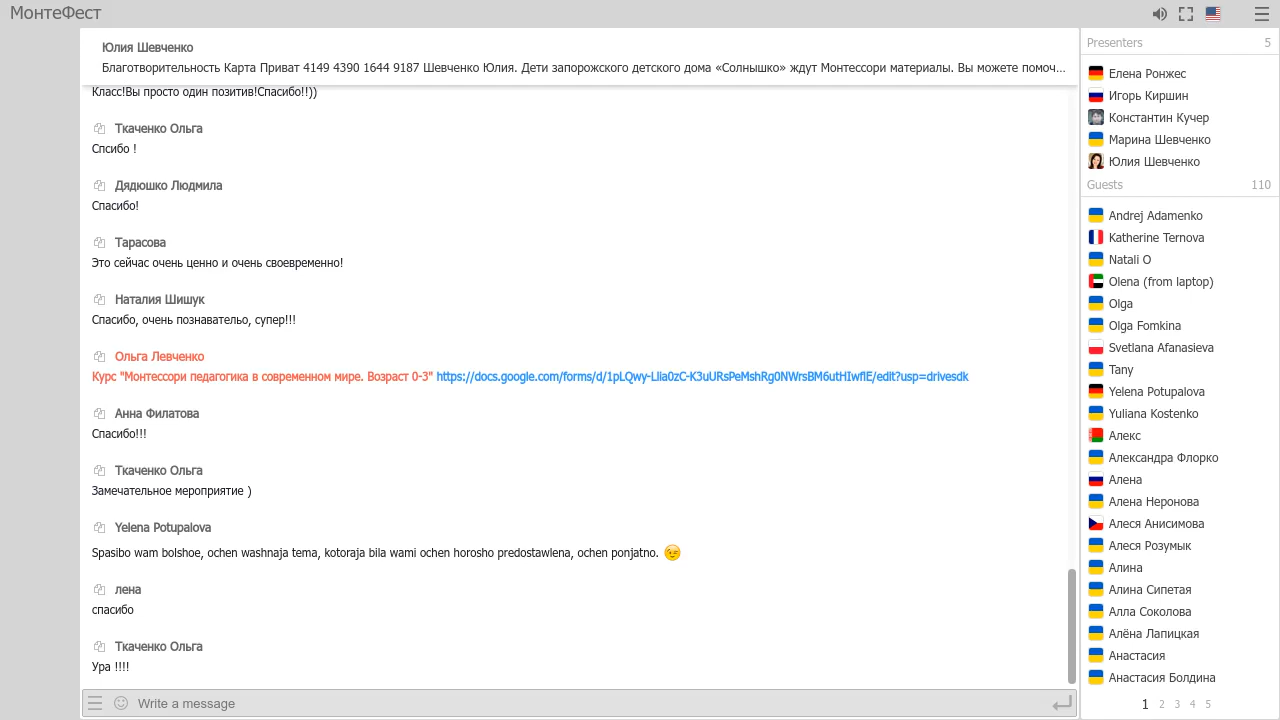 МонтеФест
Юлия Шевченко
Благотворительность Карта Приват 4149 4390 1644 9187 Шевченко Юлия. Дети запорожского детского дома «Солнышко» ждут Монтессори материалы. Вы можете помоч...
Класс!Вы просто один позитив!Спасибо!!))
Ткаченко Ольга
Спсибо !
Дядюшко Людмила
Спасибо!
Тарасова
Это сейчас очень ценно и очень своевременно!
Наталия Шишук
Спасибо, очень познавательо, супер!!!
Ольга Левченко
Курс "Монтессори педагогика в современном мире. Возраст 0-3" https://docs.google.com/forms/d/1pLQwy-Llia0zC-K3uURsPeMshRg0NWrsBM6utHIwflE/edit?usp=drivesdk
Анна Филатова
Спасибо!!!
Ткаченко Ольга
Замечательное мероприятие )
Yelena Potupalova
Spasibo wam bolshoe, ochen washnaja tema, kotoraja bila wami ochen horosho predostawlena, ochen ponjatno.
лена
спасибо
Ткаченко Ольга
Ура !!!!
Write a message
Presenters 5
Елена Ронжес
Игорь Киршин
Константин Кучер
Марина Шевченко
Юлия Шевченко
Guests 110
Andrej Adamenko
Katherine Ternova
Natali O
Olena (from laptop)
Olga
Olga Fomkina
Svetlana Afanasieva
Tany
Yelena Potupalova
Yuliana Kostenko
Алекс
Александра Флорко
Алена
Алена Неронова
Алеся Анисимова
Алеся Розумык
Алина
Алина Сипетая
Алла Соколова
Алёна Лапицкая
Анастасия
Анастасия Болдина
1 2 3 4 5